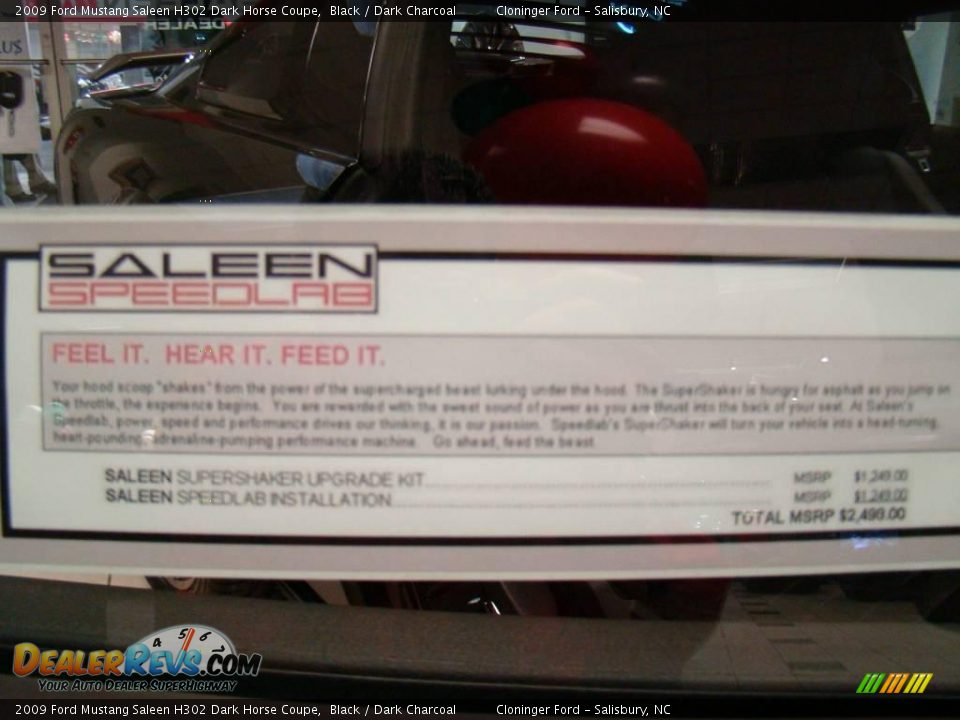 2009 Ford Mustang Saleen H302 Dark Horse Coupe, Black / Dark Charcoal Cloninger Ford - Salisbury, NC
DEALER
SALEEN
SPEEDLAB
FEEL IT. HEAR IT. FEED IT.
Your hood scoop "shakes" from the power of the supercharged beast lurking under the hood. The SuperShaker is hungry for asphalt as you jump on
the throttle, the experience begins. You are rewarded with the sweet sound of power as you are thrust into the back of your seat. At Saleen's
Speedlab, power, speed and performance drives our thinking, it is our passion. Speedlab's SuperShaker will turn your vehicle into a head-turning,
heart-pounding, adrenaline-pumping performance machine. Go ahead, feed the beast.
SALEEN SUPERSHAKER UPGRADE KIT MSRP $1,249.00
SALEEN SPEEDLAB INSTALLATION MSRP $1,249.00
TOTAL MSRP $2,499.00
4 5 6
DEALERREVS.COM
YOUR AUTO DEALER SUPERHIGHWAY
2009 Ford Mustang Saleen H302 Dark Horse Coupe, Black / Dark Charcoal Cloninger Ford - Salisbury, NC